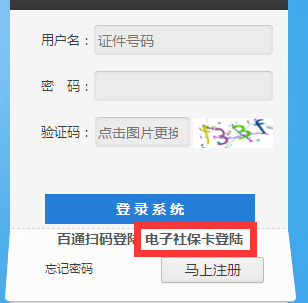 用户名：证件号码
密 码：
验证码：点击图片更换 f33f
登录系统
百通扫码登陆 电子社保卡登陆
忘记密码 马上注册